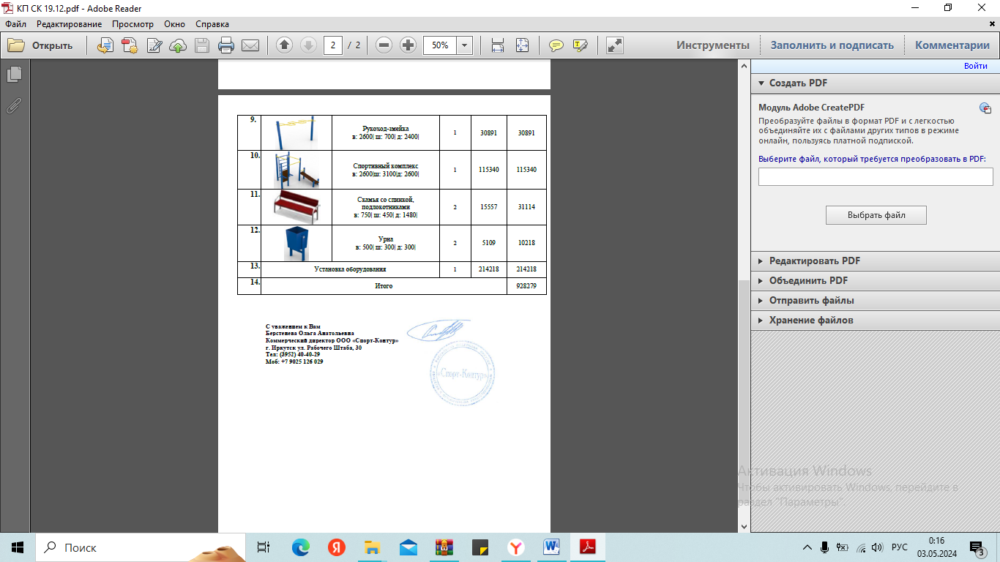 КП СК 19.12.pdf - Adobe Reader
Файл Редактирование Просмотр Окно Справка
Открыть 2 / 2 50% Инструменты Заполнить и подписать Комментарии
Войти
Создать PDF
Модуль Adobe CreatePDF
Преобразуйте файлы в формат PDF и с легкостью
объединяйте их с файлами других типов в режиме
онлайн, пользуясь платной подпиской.
Выберите файл, который требуется преобразовать в PDF:
Выбрать файл
Редактировать PDF
Объединить PDF
Отправить файлы
Хранение файлов
9. Рукоход-змейка
в: 2600| ш: 700| д: 2400|
1 30891 30891
10. Спортивный комплекс
в: 2600|ш: 3100|д: 2600|
1 115340 115340
11. Скамья со спинкой,
подлокотниками
в: 750| ш: 450| д: 1480|
2 15557 31114
12. Урна
в: 500| ш: 300| д: 300|
2 5109 10218
13. Установка оборудования 1 214218 214218
14. Итого 928279
С уважением к Вам
Берстенева Ольга Анатольевна
Коммерческий директор ООО «Спорт-Контур»
г. Иркутск ул. Рабочего Штаба, 30
Тел: (3952) 40-40-29
Моб: +7 9025 126 029
«Спорт-Контур»
Активация Windows
Чтобы активировать Windows, перейдите в
раздел "Параметры".
Поиск
РУС
0:16
03.05.2024
3